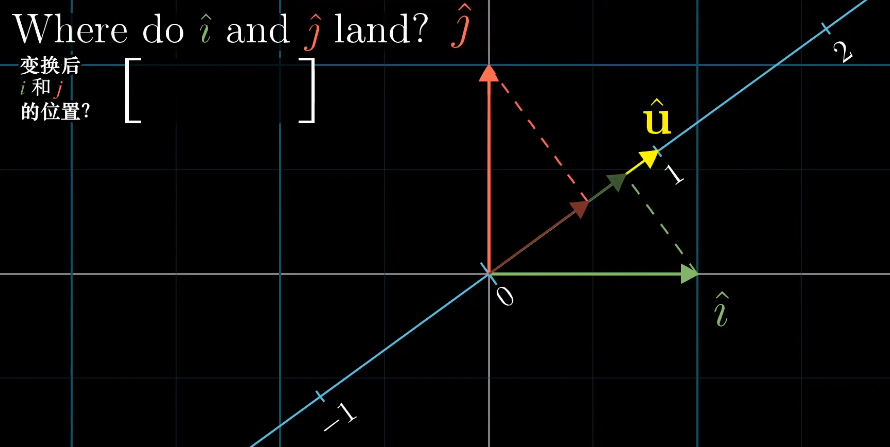 Where do î and ĵ land?
变换后
i 和 j
的位置?
[ ]
ĵ
û
2
1
0
î
−1